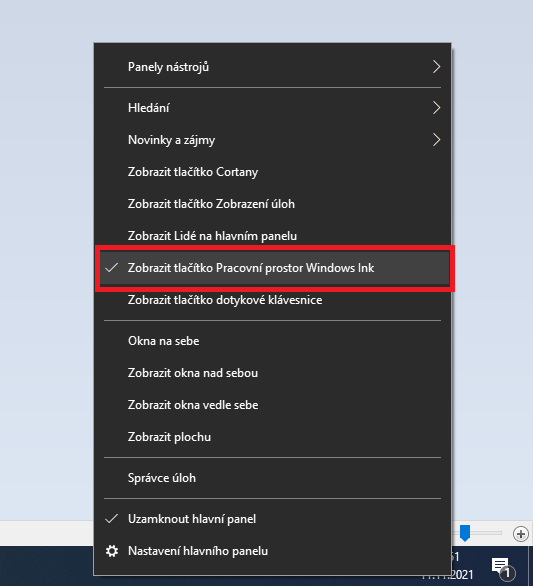 Panely nástrojů
Hledání
Novinky a zájmy
Zobrazit tlačítko Cortany
Zobrazit tlačítko Zobrazení úloh
Zobrazit Lidé na hlavním panelu
Zobrazit tlačítko Pracovní prostor Windows Ink
Zobrazit tlačítko dotykové klávesnice
Okna na sebe
Zobrazit okna nad sebou
Zobrazit okna vedle sebe
Zobrazit plochu
Správce úloh
Uzamknout hlavní panel
Nastavení hlavního panelu
11.11.2021
1